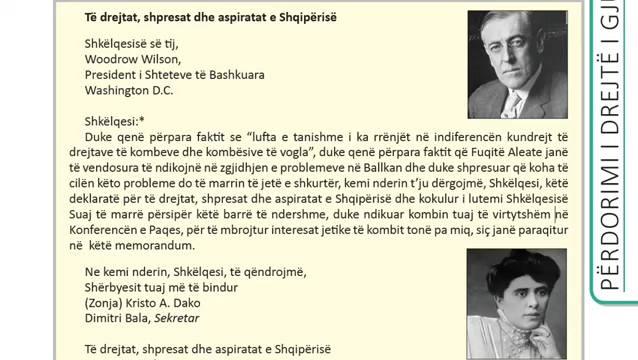 Të drejtat, shpresat dhe aspiratat e Shqipërisë
Shkëlqesisë së tij,
Woodrow Wilson,
President i Shteteve të Bashkuara
Washington D.C.
Shkëlqesi:*
Duke qenë përpara faktit se “lufta e tanishme i ka rrënjët në indiferencën kundrejt të
drejtave të kombeve dhe kombësive të vogla”, duke qenë përpara faktit që Fuqitë Aleate janë
të vendosura të ndikojnë në zgjidhjen e problemeve në Ballkan dhe duke shpresuar që koha të
cilën këto probleme do të marrin të jetë e shkurtër, kemi nderin t’ju dërgojmë, Shkëlqesi, këtë
deklaratë për të drejtat, shpresat dhe aspiratat e Shqipërisë dhe kokulur i lutemi Shkëlqesisë
Suaj të marrë përsipër këtë barrë të ndershme, duke ndikuar kombin tuaj të virtytshëm në
Konferencën e Paqes, për të mbrojtur interesat jetike të kombit tonë pa miq, siç janë paraqitur
në këtë memorandum.
Ne kemi nderin, Shkëlqesi, të qëndrojmë,
Shërbyesit tuaj më të bindur
(Zonja) Kristo A. Dako
Dimitri Bala, Sekretar
Të drejtat, shpresat dhe aspiratat e Shqipërisë
PËRDORIMI I DREJTË I GJU